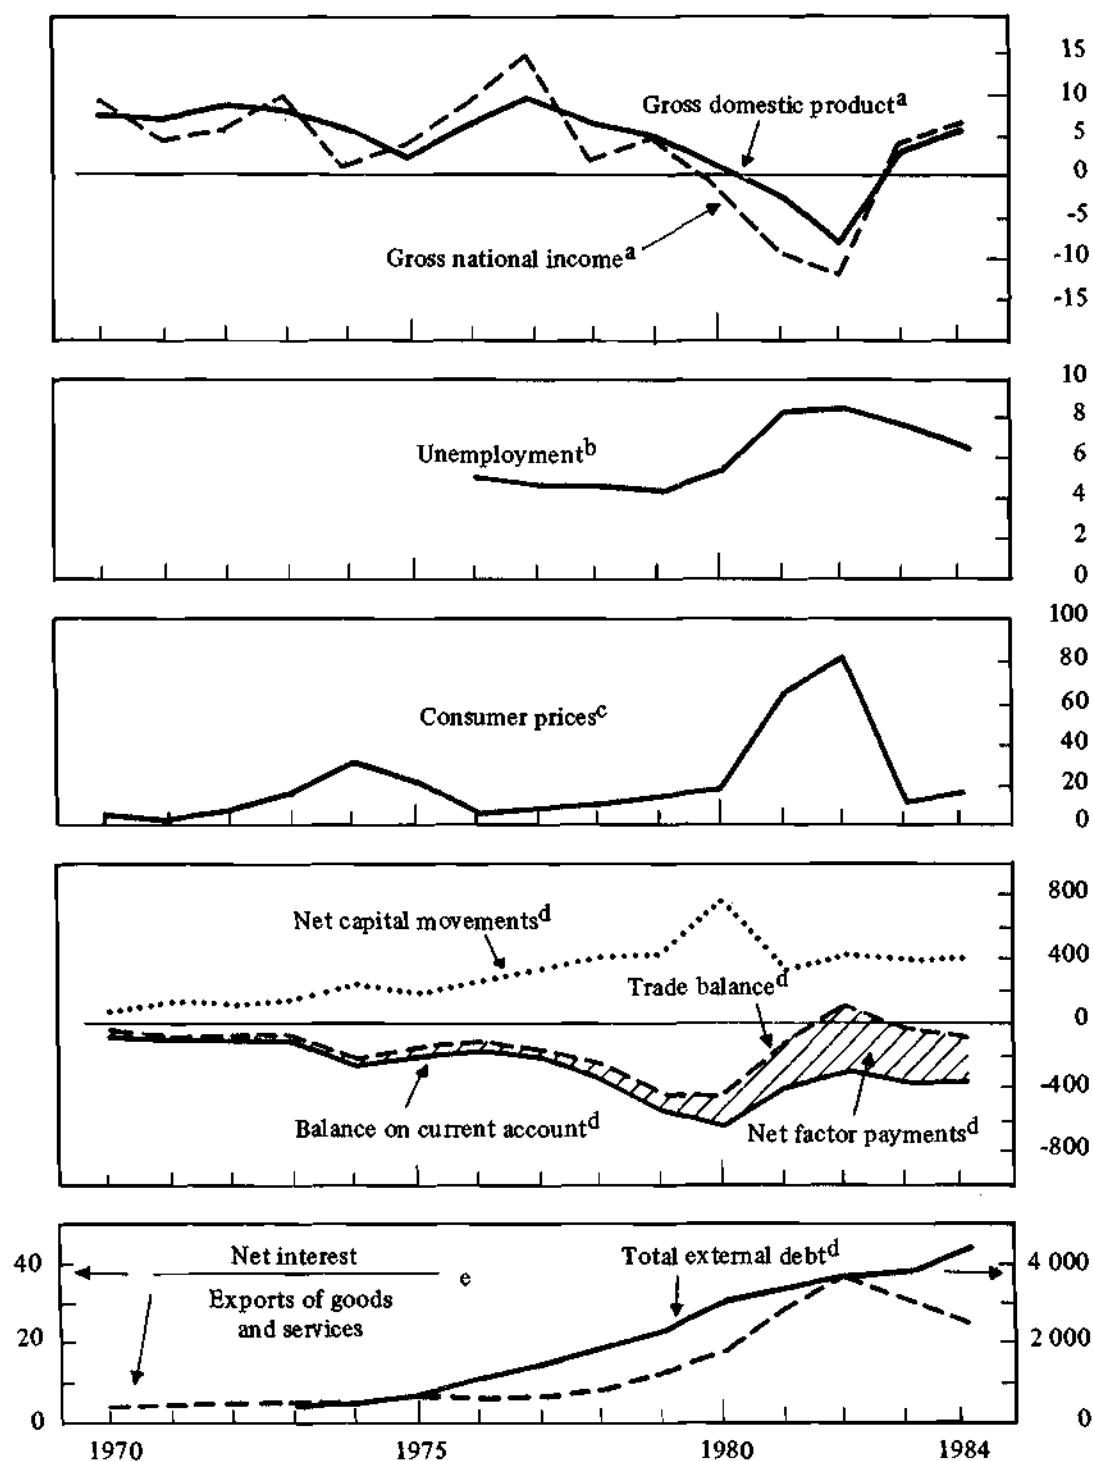 15
10
Gross domestic product^a
5
0
-5
Gross national income^a
-10
-15
10
8
Unemployment^b
6
4
2
0
100
80
60
Consumer prices^c
40
20
0
800
Net capital movements^d
400
Trade balance^d
0
-400
Balance on current account^d
Net factor payments^d
-800
Net interest
Total external debt^d
40
4 000
e
Exports of goods
and services
20
2 000
0
0
1970 1975 1980 1984